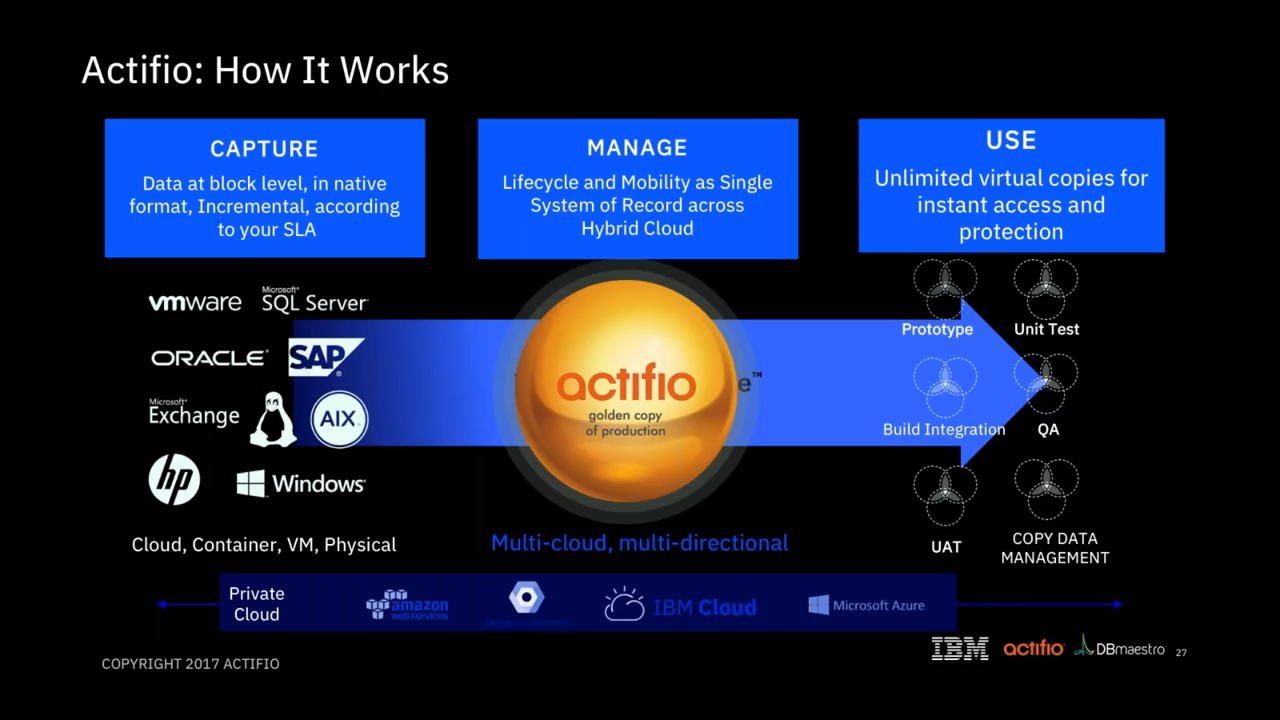 Actifio: How It Works
CAPTURE
Data at block level, in native
format, Incremental, according
to your SLA
MANAGE
Lifecycle and Mobility as Single
System of Record across
Hybrid Cloud
USE
Unlimited virtual copies for
instant access and
protection
vmware
Microsoft®
SQL Server®
ORACLE®
SAP®
Microsoft®
Exchange
AIX
hp
Windows®
Cloud, Container, VM, Physical
actifio
e™
golden copy
of production
Multi-cloud, multi-directional
Prototype
Unit Test
Build Integration
QA
UAT
COPY DATA
MANAGEMENT
Private
Cloud
amazon
webservices
IBM Cloud
Microsoft Azure
IBM
actifio®
DBmaestro
27
COPYRIGHT 2017 ACTIFIO